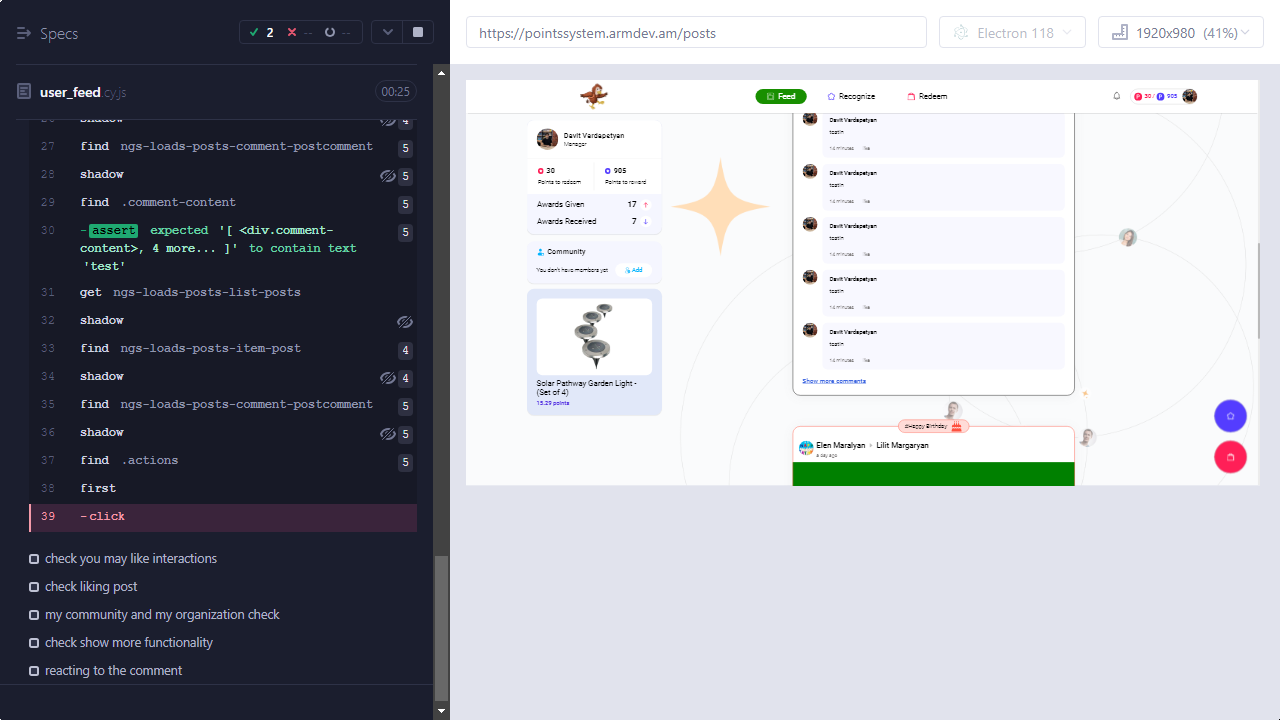 Specs
2
--
--
user_feed.cy.js
00:25
shadow
4
27 find ngs-loads-posts-comment-postcomment 5
28 shadow 5
29 find .comment-content 5
30 -assert expected '[ <div.comment-content>, 4 more... ]' to contain text 'test' 5
31 get ngs-loads-posts-list-posts
32 shadow
33 find ngs-loads-posts-item-post 4
34 shadow 4
35 find ngs-loads-posts-comment-postcomment 5
36 shadow 5
37 find .actions 5
38 first
39 -click
check you may like interactions
check liking post
my community and my organization check
check show more functionality
reacting to the comment
https://pointssystem.armdev.am/posts
Electron 118
1920x980 (41%)
Feed
Recognize
Redeem
30 /
905
Davit Vardapetyan
Manager
30
Points to redeem
905
Points to reward
Awards Given 17 ↑
Awards Received 7 ↓
Community
You don't have members yet
Add
Solar Pathway Garden Light - (Set of 4)
15.29 points
Davit Vardapetyan
testin
14 minutes like
Davit Vardapetyan
testin
14 minutes like
Davit Vardapetyan
testin
14 minutes like
Davit Vardapetyan
testin
14 minutes like
Davit Vardapetyan
testin
14 minutes like
Show more comments
#Happy Birthday
Elen Maralyan > Lilit Margaryan
a day ago